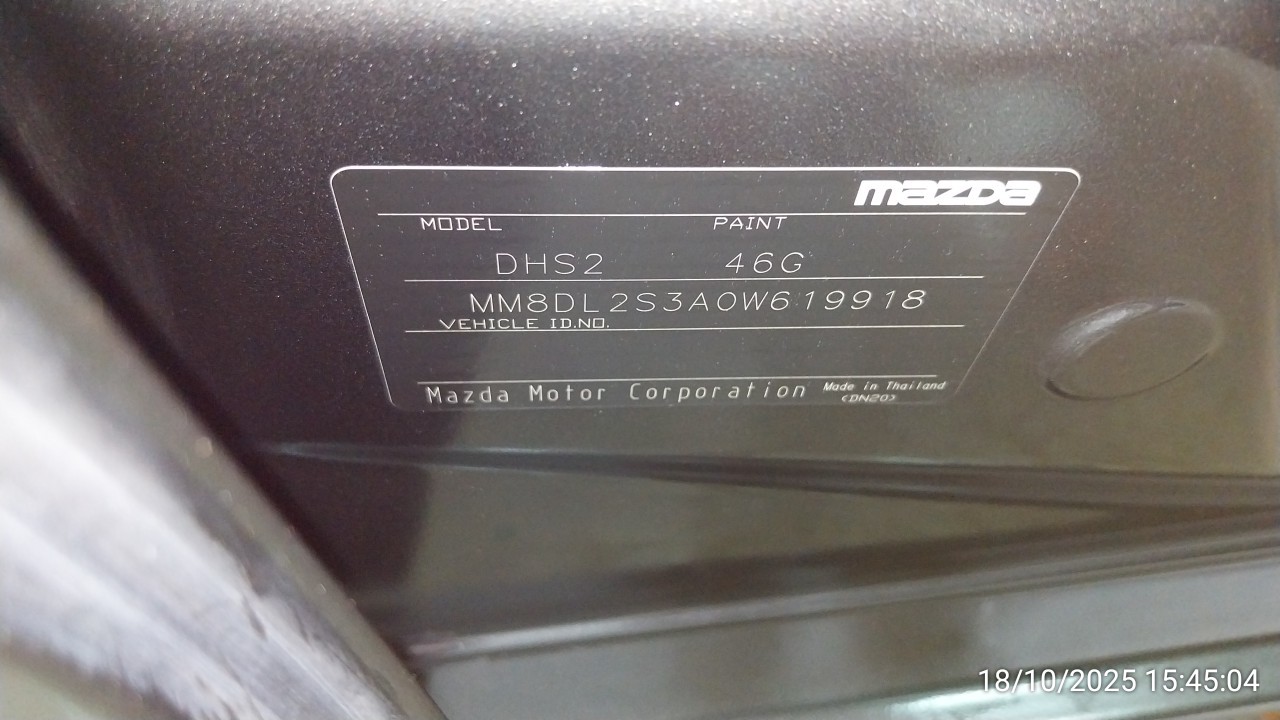 mazda
MODEL PAINT
DHS2 46G
MM8DL2S3A0W619918
VEHICLE ID.NO.
Mazda Motor Corporation Made in Thailand
<DN20>
18/10/2025 15:45:04